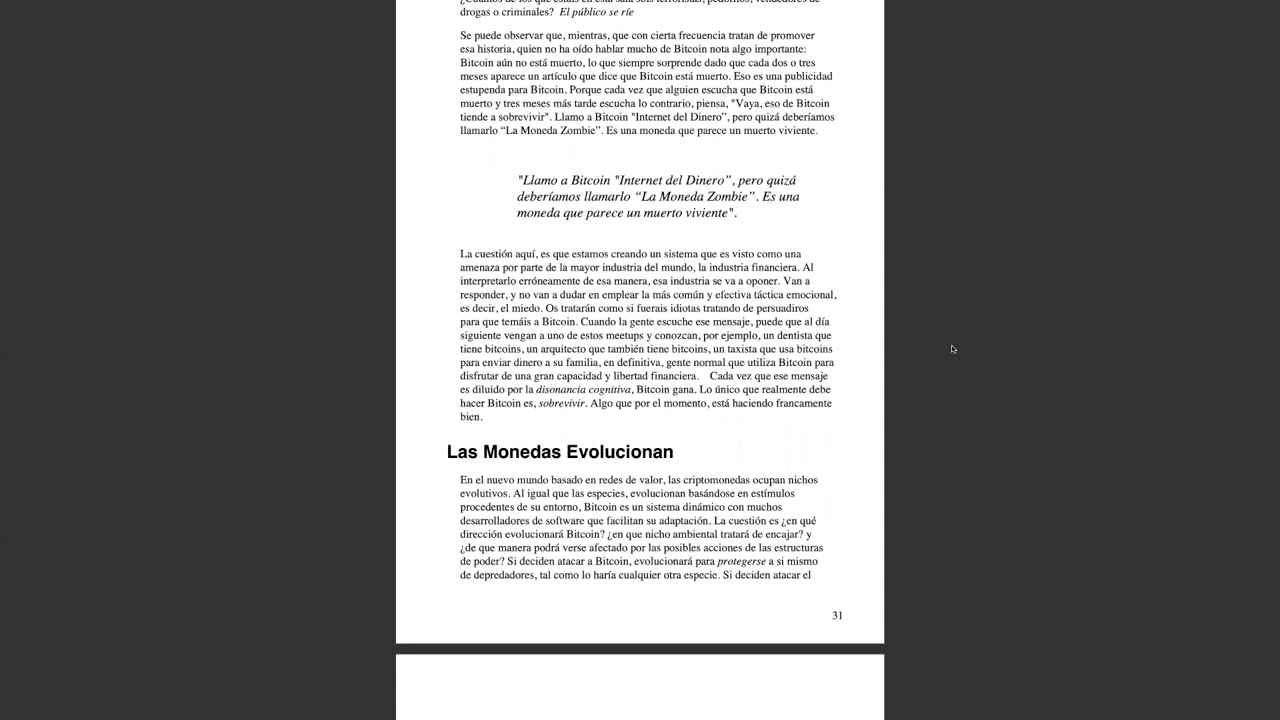 ¿Cuántos de los que estáis en esta sala sois terroristas, pedófilos, vendedores de
drogas o criminales? El público se ríe
Se puede observar que, mientras, que con cierta frecuencia tratan de promover
esa historia, quien no ha oído hablar mucho de Bitcoin nota algo importante:
Bitcoin aún no está muerto, lo que siempre sorprende dado que cada dos o tres
meses aparece un artículo que dice que Bitcoin está muerto. Eso es una publicidad
estupenda para Bitcoin. Porque cada vez que alguien escucha que Bitcoin está
muerto y tres meses más tarde escucha lo contrario, piensa, "Vaya, eso de Bitcoin
tiende a sobrevivir". Llamo a Bitcoin "Internet del Dinero”, pero quizá deberíamos
llamarlo “La Moneda Zombie”. Es una moneda que parece un muerto viviente.
"Llamo a Bitcoin "Internet del Dinero”, pero quizá
deberíamos llamarlo “La Moneda Zombie”. Es una
moneda que parece un muerto viviente".
La cuestión aquí, es que estamos creando un sistema que es visto como una
amenaza por parte de la mayor industria del mundo, la industria financiera. Al
interpretarlo erróneamente de esa manera, esa industria se va a oponer. Van a
responder, y no van a dudar en emplear la más común y efectiva táctica emocional,
es decir, el miedo. Os tratarán como si fuerais idiotas tratando de persuadiros
para que temáis a Bitcoin. Cuando la gente escuche ese mensaje, puede que al día
siguiente vengan a uno de estos meetups y conozcan, por ejemplo, un dentista que
tiene bitcoins, un arquitecto que también tiene bitcoins, un taxista que usa bitcoins
para enviar dinero a su familia, en definitiva, gente normal que utiliza Bitcoin para
disfrutar de una gran capacidad y libertad financiera. Cada vez que ese mensaje
es diluido por la disonancia cognitiva, Bitcoin gana. Lo único que realmente debe
hacer Bitcoin es, sobrevivir. Algo que por el momento, está haciendo francamente
bien.
Las Monedas Evolucionan
En el nuevo mundo basado en redes de valor, las criptomonedas ocupan nichos
evolutivos. Al igual que las especies, evolucionan basándose en estímulos
procedentes de su entorno, Bitcoin es un sistema dinámico con muchos
desarrolladores de software que facilitan su adaptación. La cuestión es ¿en qué
dirección evolucionará Bitcoin? ¿en que nicho ambiental tratará de encajar? y
¿de que manera podrá verse afectado por las posibles acciones de las estructuras
de poder? Si deciden atacar a Bitcoin, evolucionará para protegerse a si mismo
de depredadores, tal como lo haría cualquier otra especie. Si deciden atacar el
31